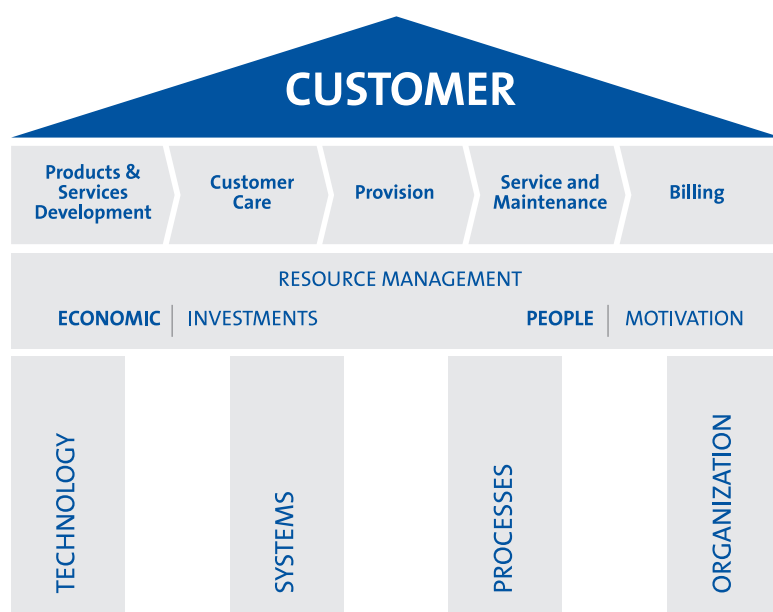 CUSTOMER
Products &
Services
Development
Customer
Care
Provision
Service and
Maintenance
Billing
RESOURCE MANAGEMENT
ECONOMIC INVESTMENTS
PEOPLE MOTIVATION
TECHNOLOGY
SYSTEMS
PROCESSES
ORGANIZATION